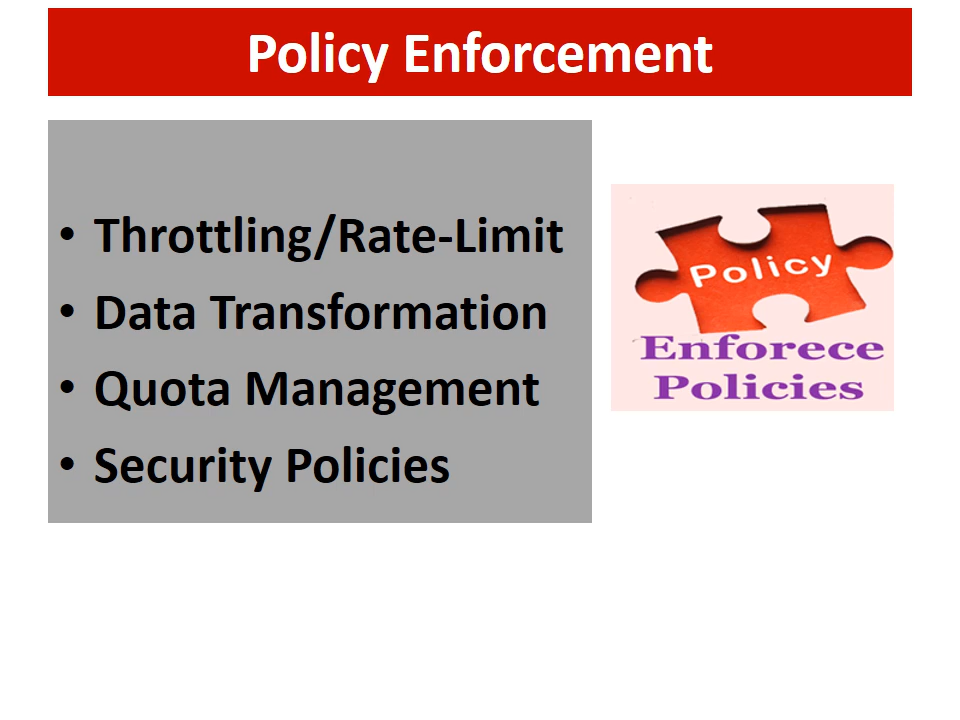 Policy Enforcement
• Throttling/Rate-Limit
• Data Transformation
• Quota Management
• Security Policies
Policy
Enforece
Policies